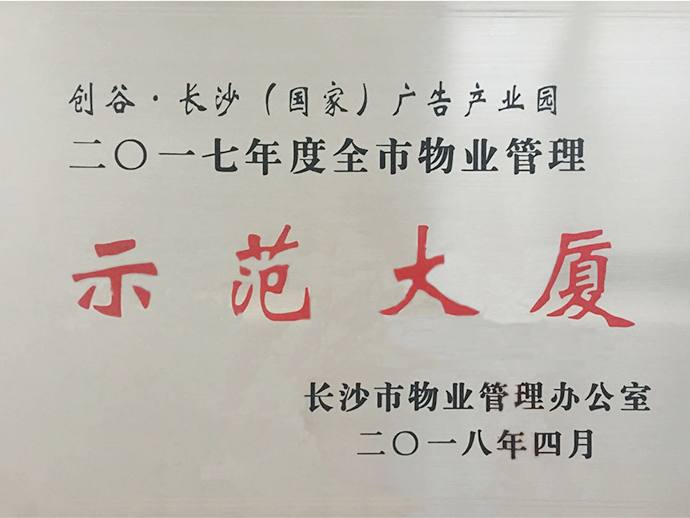 创谷·长沙（国家）广告产业园
二〇一七年度全市物业管理
示范大厦
长沙市物业管理办公室
二〇一八年四月